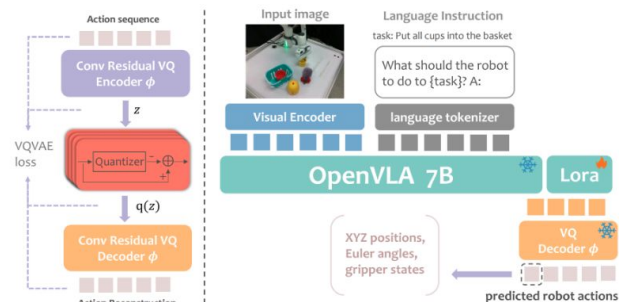 Action sequence
Conv Residual VQ
Encoder ϕ
z
VQVAE
loss
Quantizer
−
+
q(z)
Conv Residual VQ
Decoder ϕ
Action Reconstruction
Input image
Language Instruction
task: Put all cups into the basket
What should the robot
to do to {task}? A:
Visual Encoder
language tokenizer
OpenVLA 7B
Lora
VQ
Decoder ϕ
XYZ positions,
Euler angles,
gripper states
predicted robot actions